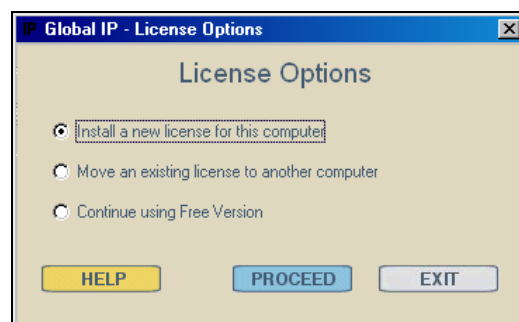 IP Global IP - License Options
License Options
Install a new license for this computer
Move an existing license to another computer
Continue using Free Version
HELP PROCEED EXIT